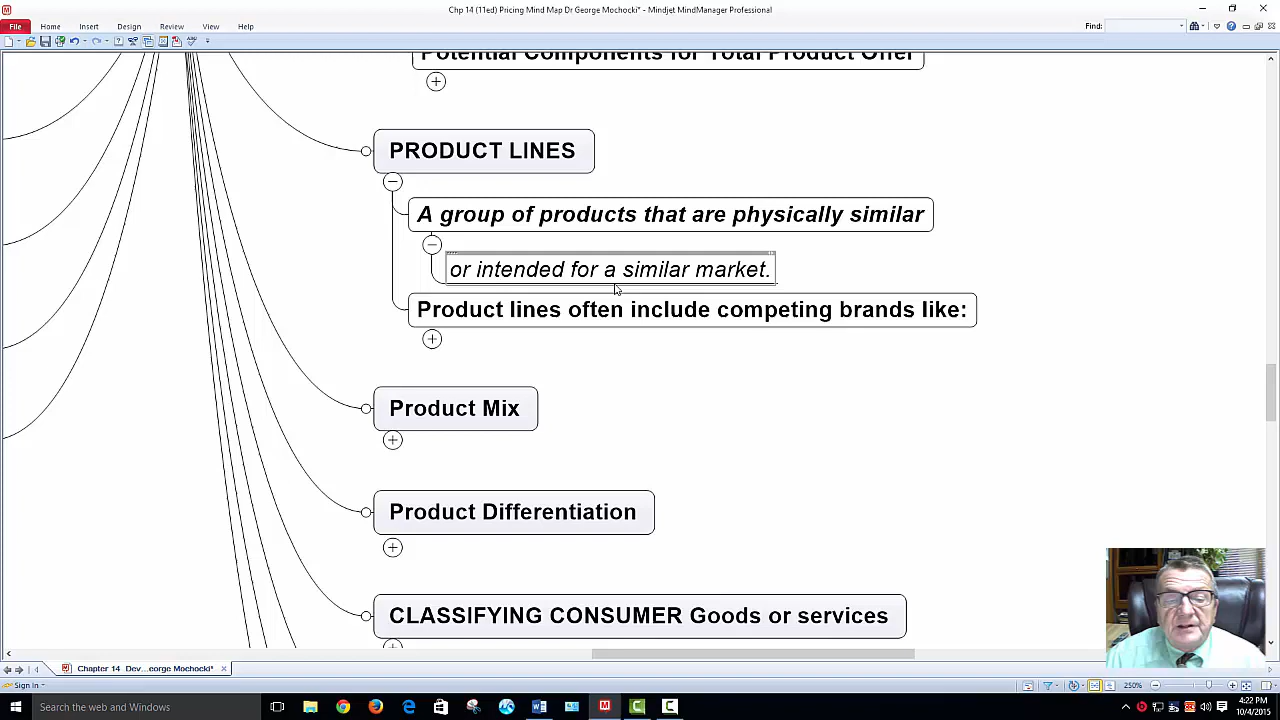 Chp 14 (11ed) Pricing Mind Map Dr George Mochocki* - Mindjet MindManager Professional
File Home Insert Design Review View Help Find:
Potential Components for Total Product Offer
PRODUCT LINES
A group of products that are physically similar
or intended for a similar market.
Product lines often include competing brands like:
Product Mix
Product Differentiation
CLASSIFYING CONSUMER Goods or services
Chapter 14 Dev...eorge Mochocki*
Sign In 250%
Search the web and Windows
4:22 PM
10/4/2015